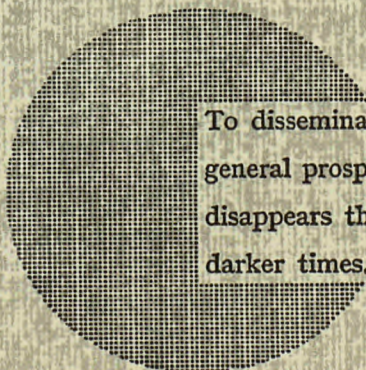 To dissemina
general prosp
disappears th
darker times.